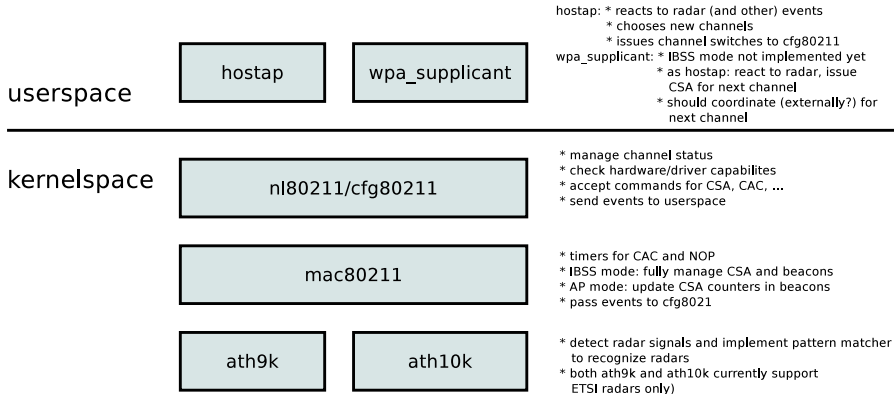 hostap: * reacts to radar (and other) events
* chooses new channels
* issues channel switches to cfg80211
wpa_supplicant: * IBSS mode not implemented yet
* as hostap: react to radar, issue
CSA for next channel
* should coordinate (externally?) for
next channel
hostap
wpa_supplicant
userspace
kernelspace
nl80211/cfg80211
* manage channel status
* check hardware/driver capabilites
* accept commands for CSA, CAC, ...
* send events to userspace
mac80211
* timers for CAC and NOP
* IBSS mode: fully manage CSA and beacons
* AP mode: update CSA counters in beacons
* pass events to cfg8021
ath9k
ath10k
* detect radar signals and implement pattern matcher
to recognize radars
* both ath9k and ath10k currently support
ETSI radars only)